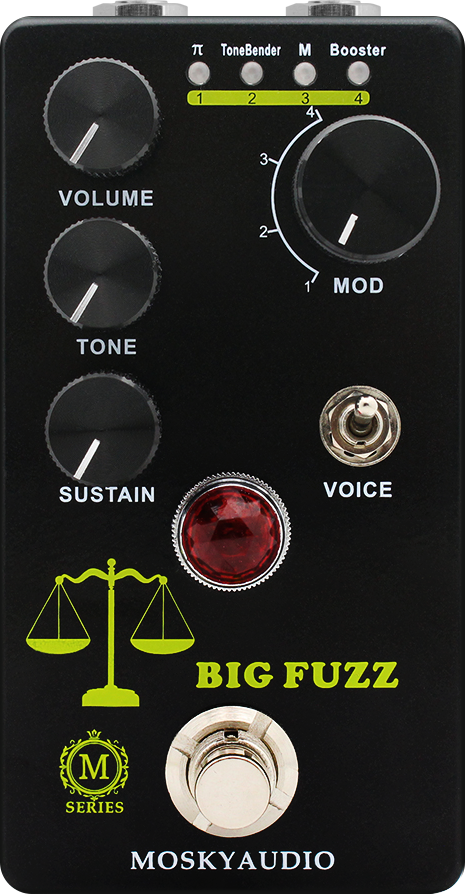 π ToneBender M Booster
1 2 3 4
VOLUME
4
3
2
1
MOD
TONE
SUSTAIN
VOICE
BIG FUZZ
M
SERIES
MOSKYAUDIO